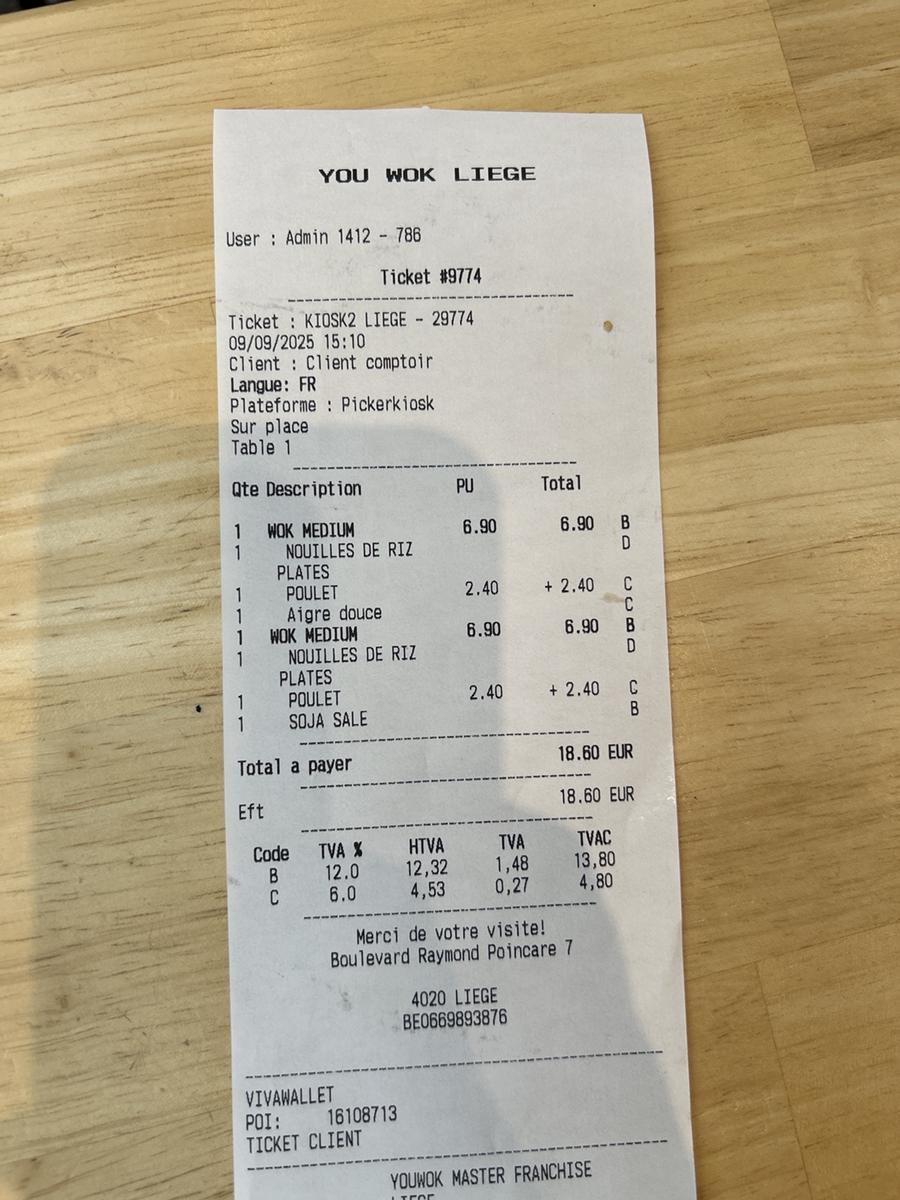 YOU WOK LIEGE
User : Admin 1412 - 786
Ticket #9774
Ticket : KIOSK2 LIEGE - 29774
09/09/2025 15:10
Client : Client comptoir
Langue: FR
Plateforme : Pickerkiosk
Sur place
Table 1
Qte Description PU Total
1 WOK MEDIUM 6.90 6.90 B
1 NOUILLES DE RIZ D
PLATES
1 POULET 2.40 + 2.40 C
1 Aigre douce C
1 WOK MEDIUM 6.90 6.90 B
1 NOUILLES DE RIZ D
PLATES
1 POULET 2.40 + 2.40 C
1 SOJA SALE B
Total a payer 18.60 EUR
Eft 18.60 EUR
Code TVA % HTVA TVA TVAC
B 12.0 12,32 1,48 13,80
C 6.0 4,53 0,27 4,80
Merci de votre visite!
Boulevard Raymond Poincare 7
4020 LIEGE
BE0669893876
VIVAWALLET
POI: 16108713
TICKET CLIENT
YOUWOK MASTER FRANCHISE
LIEGE